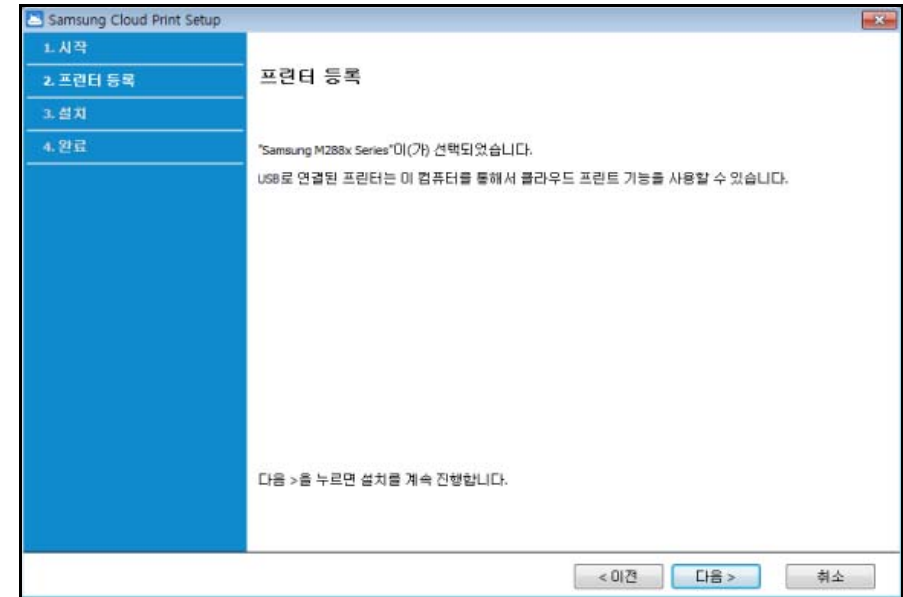 Samsung Cloud Print Setup
1. 시작
2. 프린터 등록
3. 설치
4. 완료
프린터 등록
"Samsung M288x Series"이(가) 선택되었습니다.
USB로 연결된 프린터는 이 컴퓨터를 통해서 클라우드 프린트 기능을 사용할 수 있습니다.
다음 >을 누르면 설치를 계속 진행합니다.
< 이전
다음 >
취소